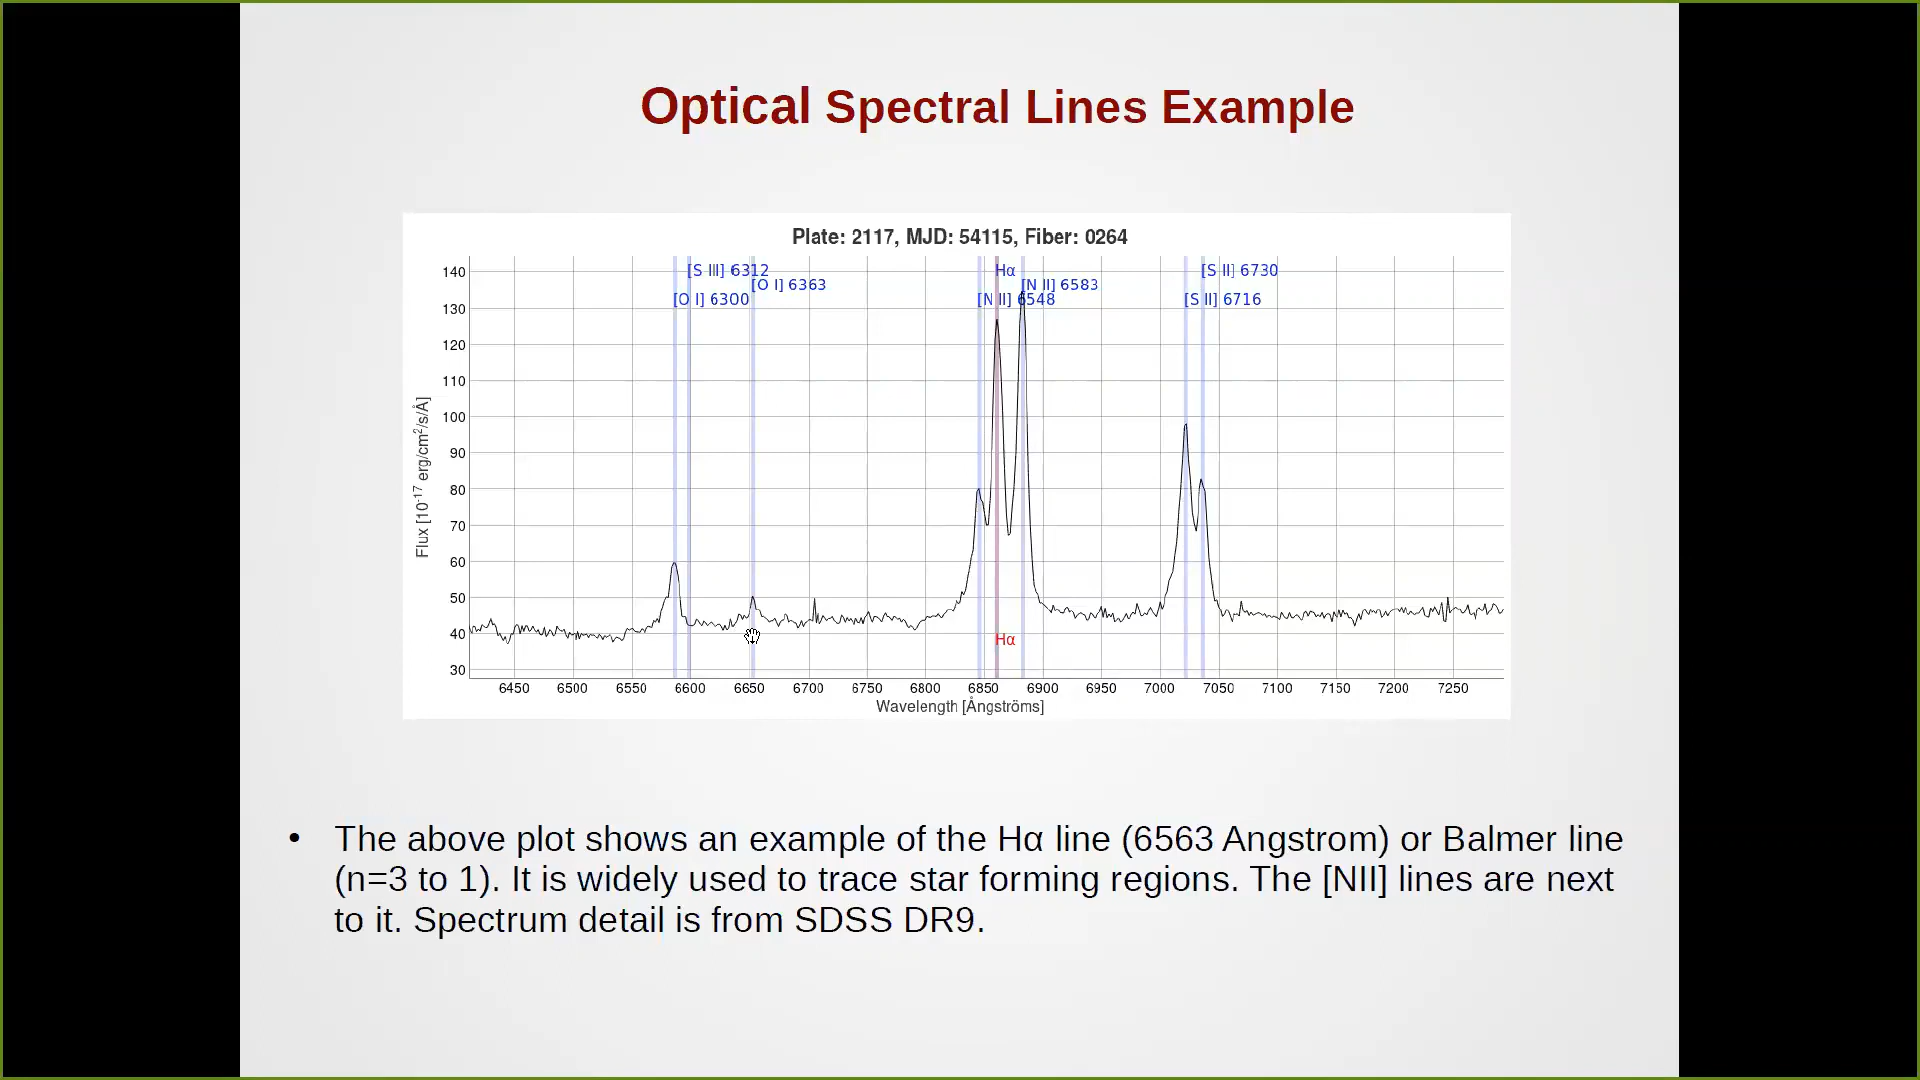 Optical Spectral Lines Example
Plate: 2117, MJD: 54115, Fiber: 0264
[S III] 6312
Hα
[S II] 6730
[O I] 6363
[N II] 6583
[O I] 6300
[N II] 6548
[S II] 6716
140
130
120
110
100
90
80
70
60
50
40
30
Flux [10⁻¹⁷ erg/cm²/s/Å]
Hα
6450 6500 6550 6600 6650 6700 6750 6800 6850 6900 6950 7000 7050 7100 7150 7200 7250
Wavelength [Ångströms]
• The above plot shows an example of the Hα line (6563 Angstrom) or Balmer line
(n=3 to 1). It is widely used to trace star forming regions. The [NII] lines are next
to it. Spectrum detail is from SDSS DR9.